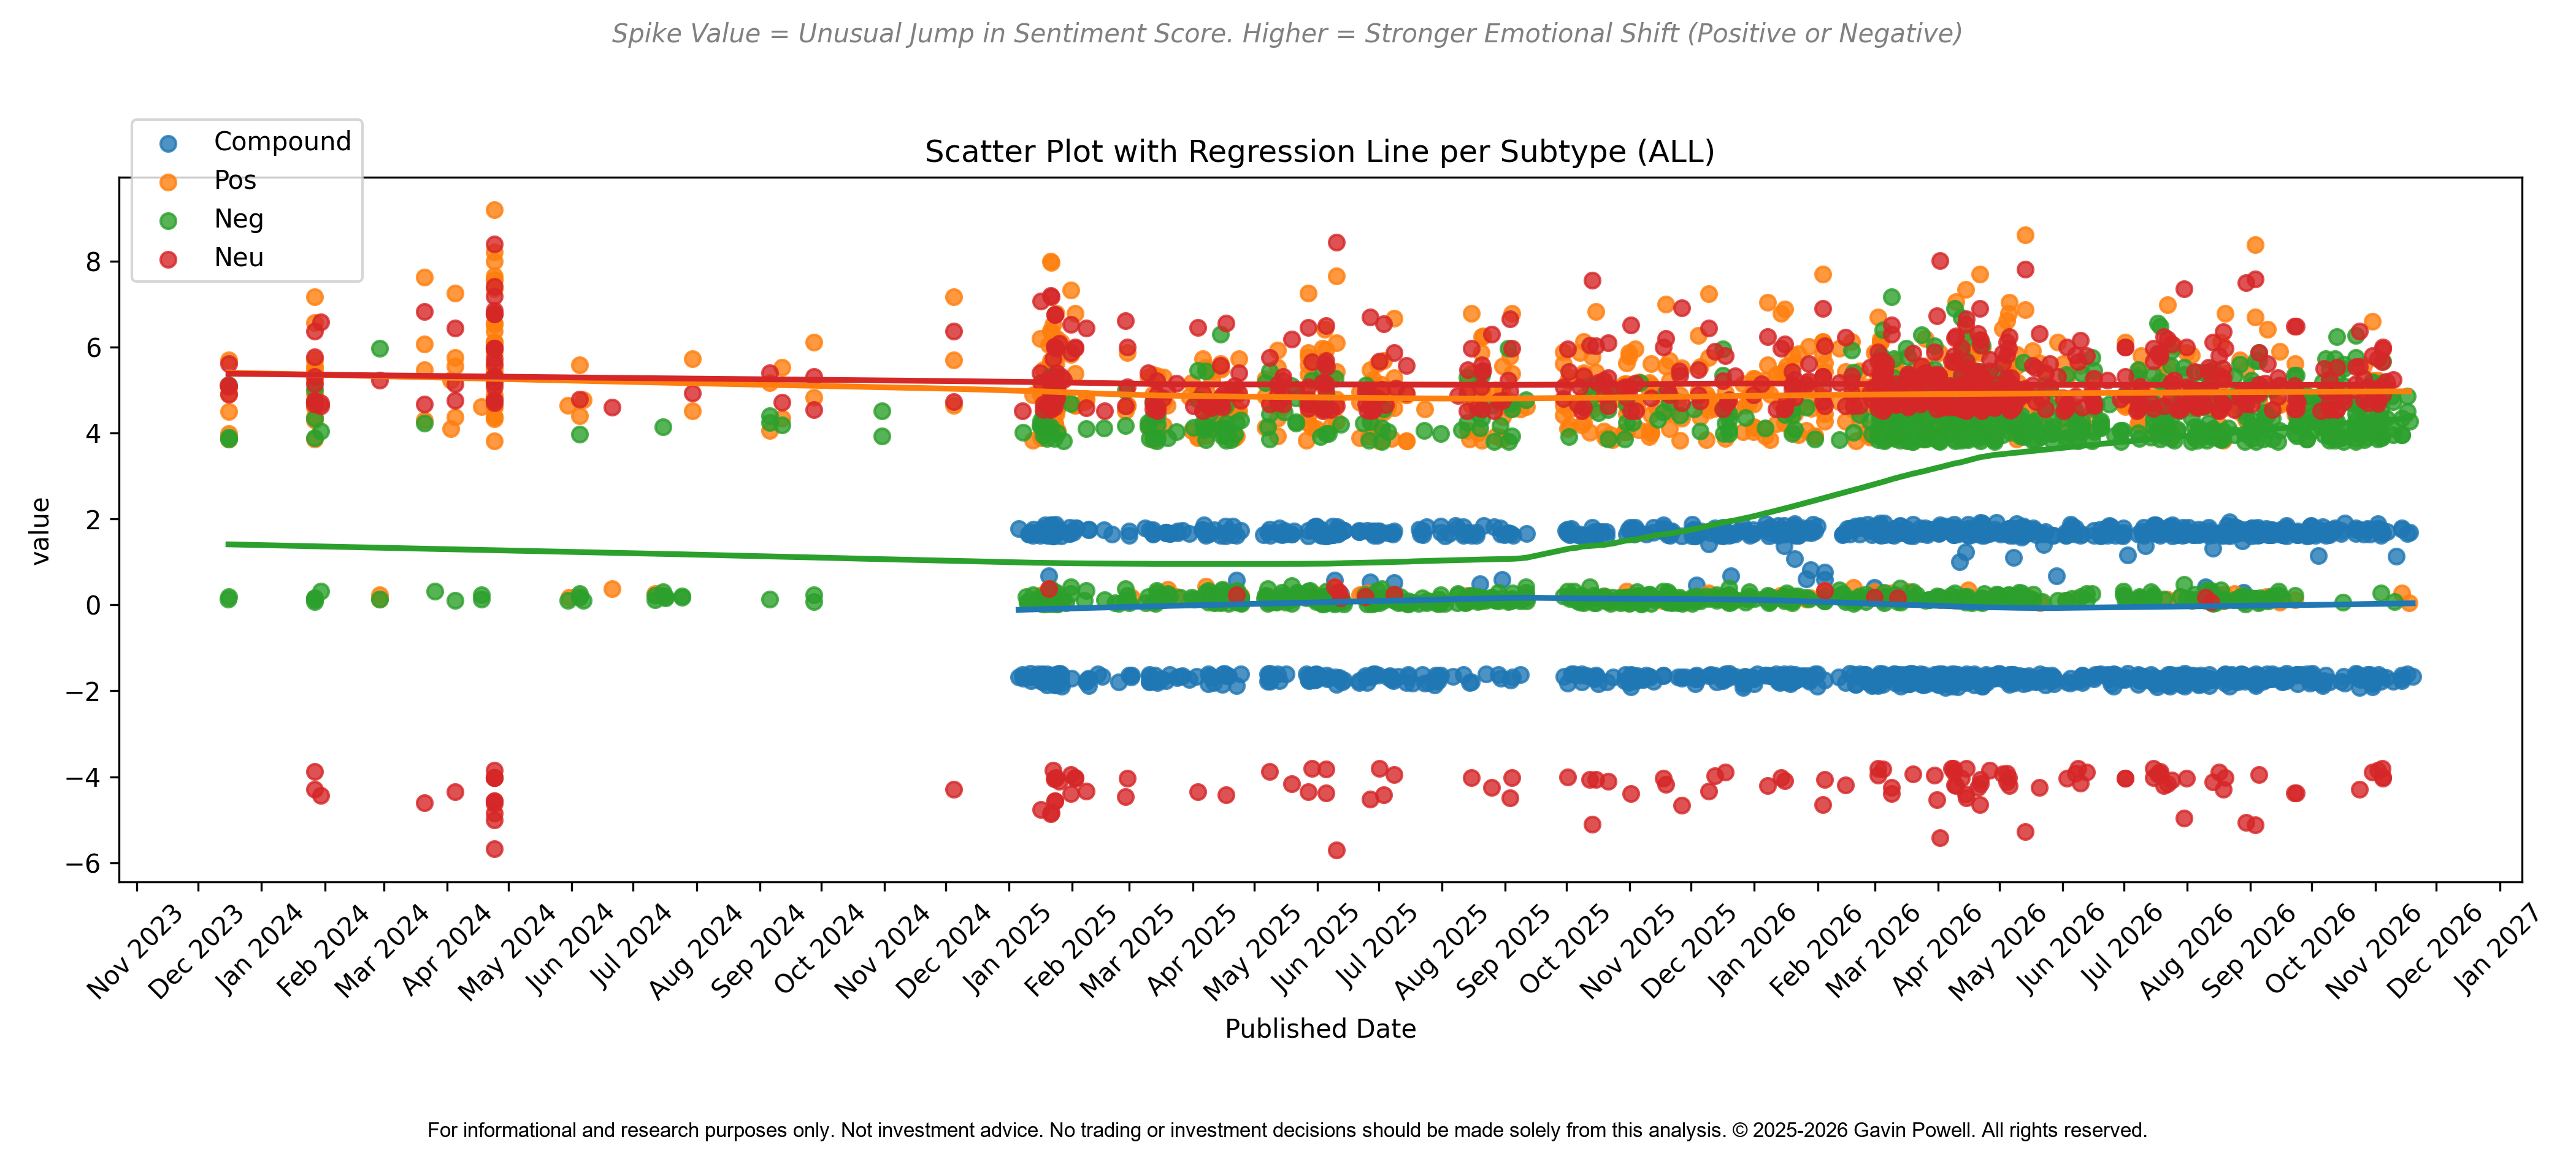 Spike Value = Unusual Jump in Sentiment Score. Higher = Stronger Emotional Shift (Positive or Negative)
Scatter Plot with Regression Line per Subtype (ALL)
Compound
Pos
Neg
Neu
value
8
6
4
2
0
−2
−4
−6
Nov 2023
Dec 2023
Jan 2024
Feb 2024
Mar 2024
Apr 2024
May 2024
Jun 2024
Jul 2024
Aug 2024
Sep 2024
Oct 2024
Nov 2024
Dec 2024
Jan 2025
Feb 2025
Mar 2025
Apr 2025
May 2025
Jun 2025
Jul 2025
Aug 2025
Sep 2025
Oct 2025
Nov 2025
Dec 2026
Jan 2026
Feb 2026
Mar 2026
Apr 2026
May 2026
Jun 2026
Jul 2026
Aug 2026
Sep 2026
Oct 2026
Nov 2026
Dec 2026
Jan 2027
Published Date
For informational and research purposes only. Not investment advice. No trading or investment decisions should be made solely from this analysis. © 2025-2026 Gavin Powell. All rights reserved.